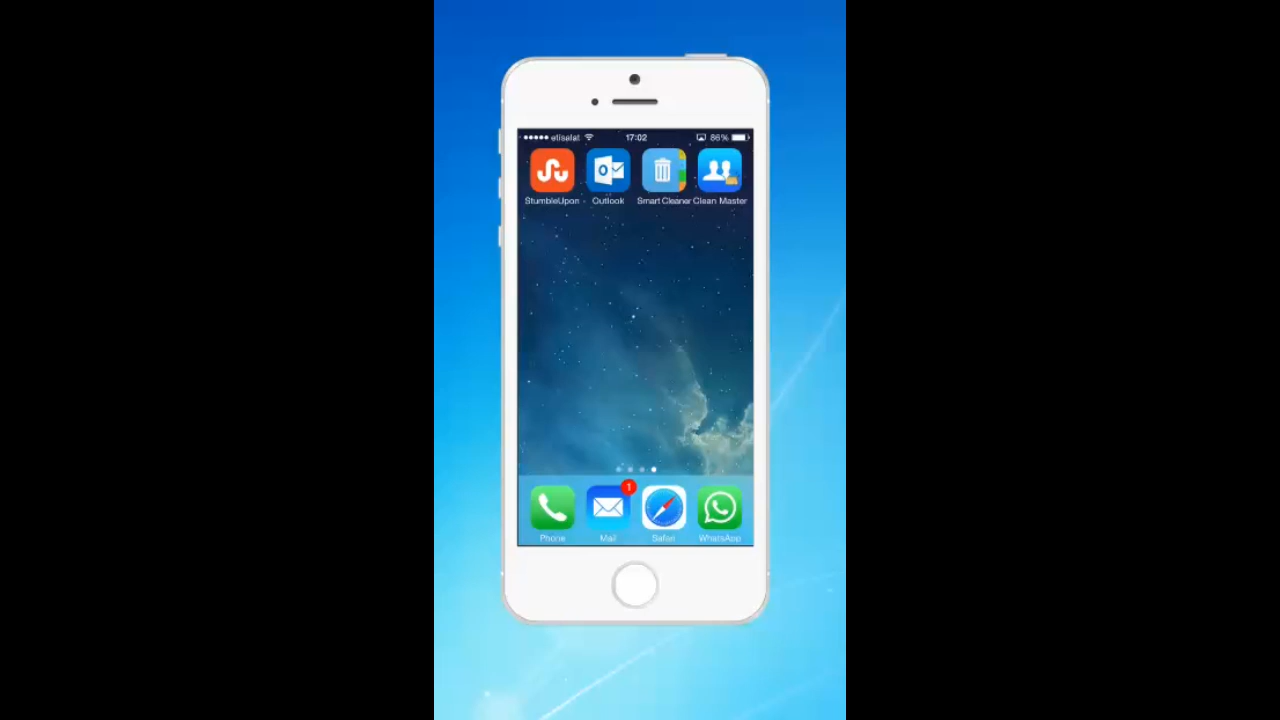 etisalat 17:02 86%
StumbleUpon Outlook Smart Cleaner Clean Master
1
Phone Mail Safari WhatsApp